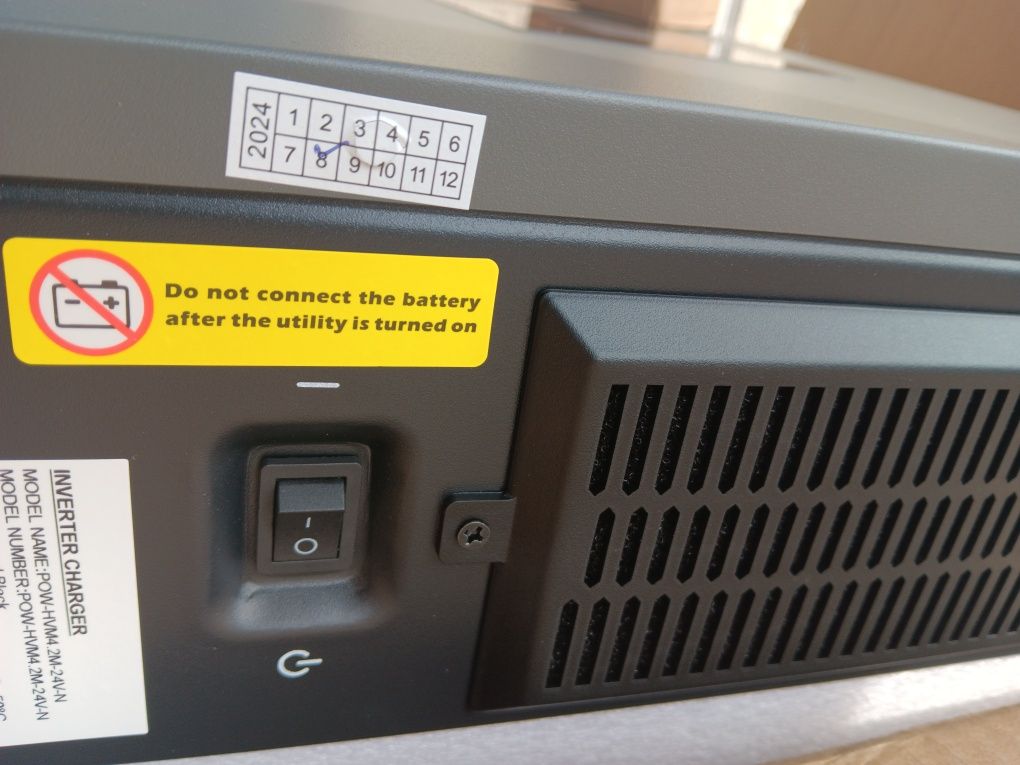 2024 1 2 3 4 5 6
7 8 9 10 11 12
Do not connect the battery
after the utility is turned on
INVERTER CHARGER
MODEL NAME:POW-HVM4.2M-24V-N
MODEL NUMBER:POW-HVM4.2M-24V-N